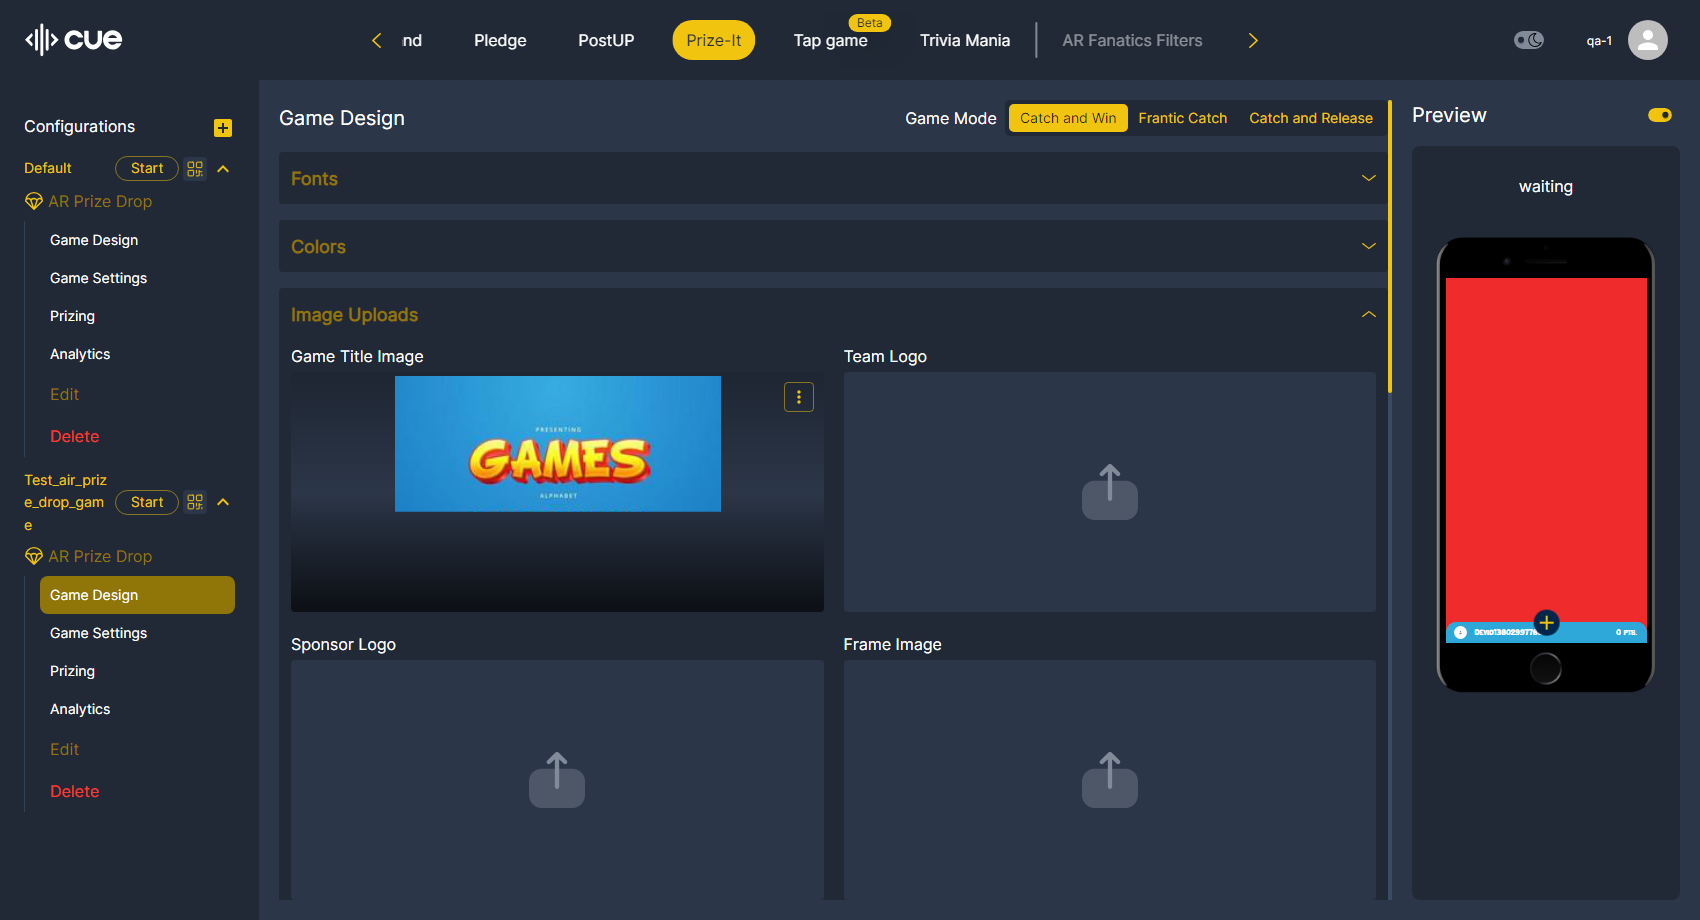 cue
nd
Pledge
PostUP
Prize-It
Beta
Tap game
Trivia Mania
AR Fanatics Filters
qa-1
Configurations
Default
Start
AR Prize Drop
Game Design
Game Settings
Prizing
Analytics
Edit
Delete
Test_air_priz
e_drop_gam
e
Start
AR Prize Drop
Game Design
Game Settings
Prizing
Analytics
Edit
Delete
Game Design
Game Mode
Catch and Win
Frantic Catch
Catch and Release
Fonts
Colors
Image Uploads
Game Title Image
PRESENTING
GAMES
ALPHABET
Team Logo
Sponsor Logo
Frame Image
Preview
waiting
0 PTS.